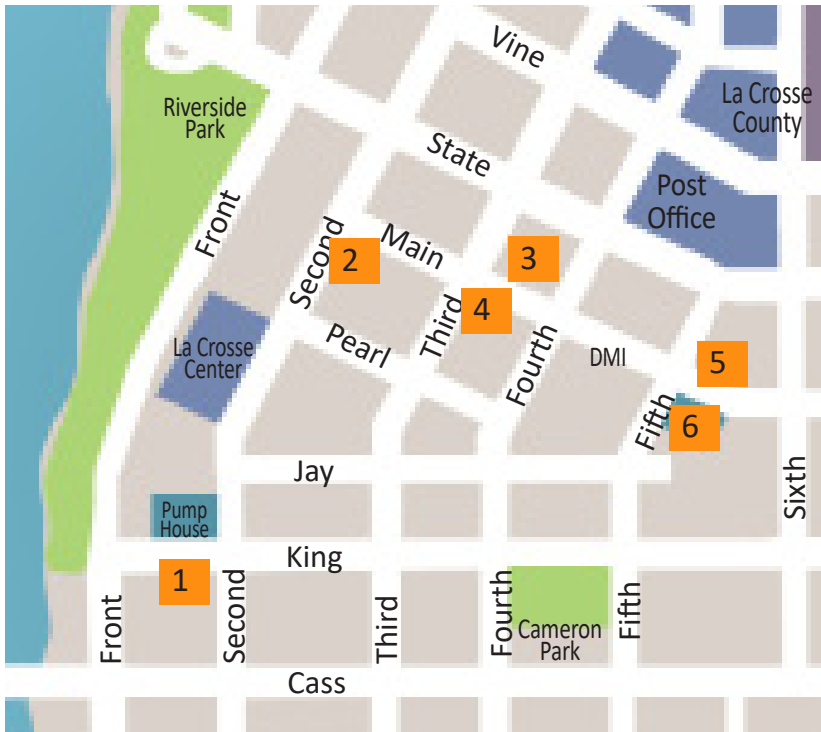 Vine
La Crosse
County
Riverside
Park
State
Post
Office
Front
Second
2
Main
3
Third
4
La Crosse
Center
Pearl
Fourth
DMI
5
Fifth
6
Jay
Sixth
Pump
House
King
1
Front
Second
Third
Fourth
Cameron
Park
Fifth
Cass